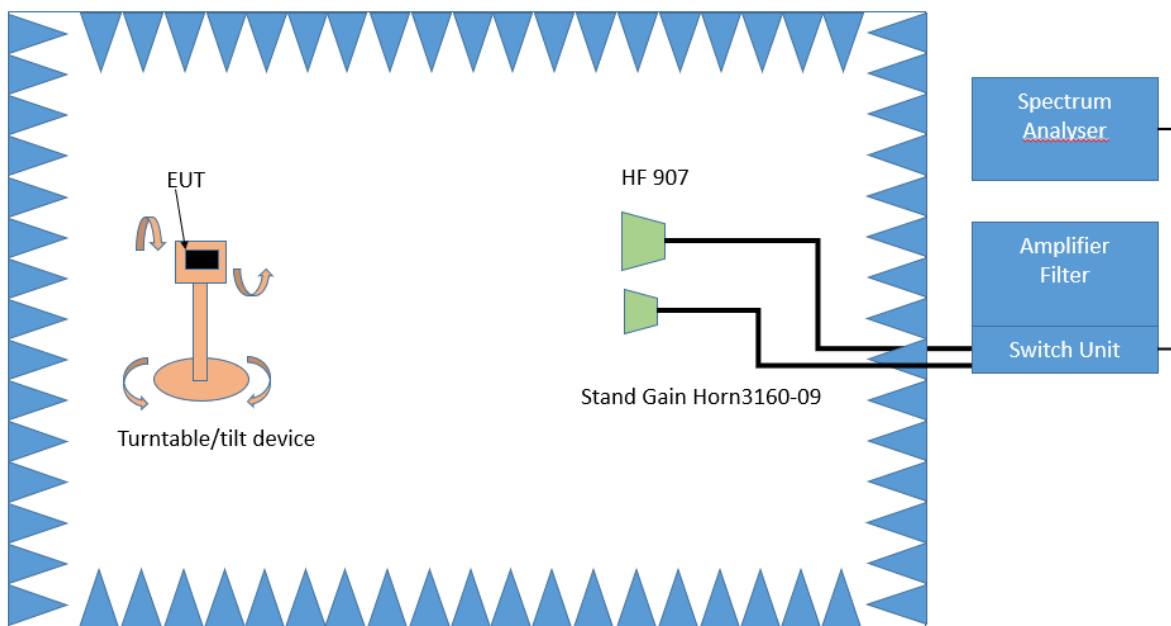 Spectrum
Analyser
EUT
HF 907
Amplifier
Filter
Switch Unit
Stand Gain Horn3160-09
Turntable/tilt device